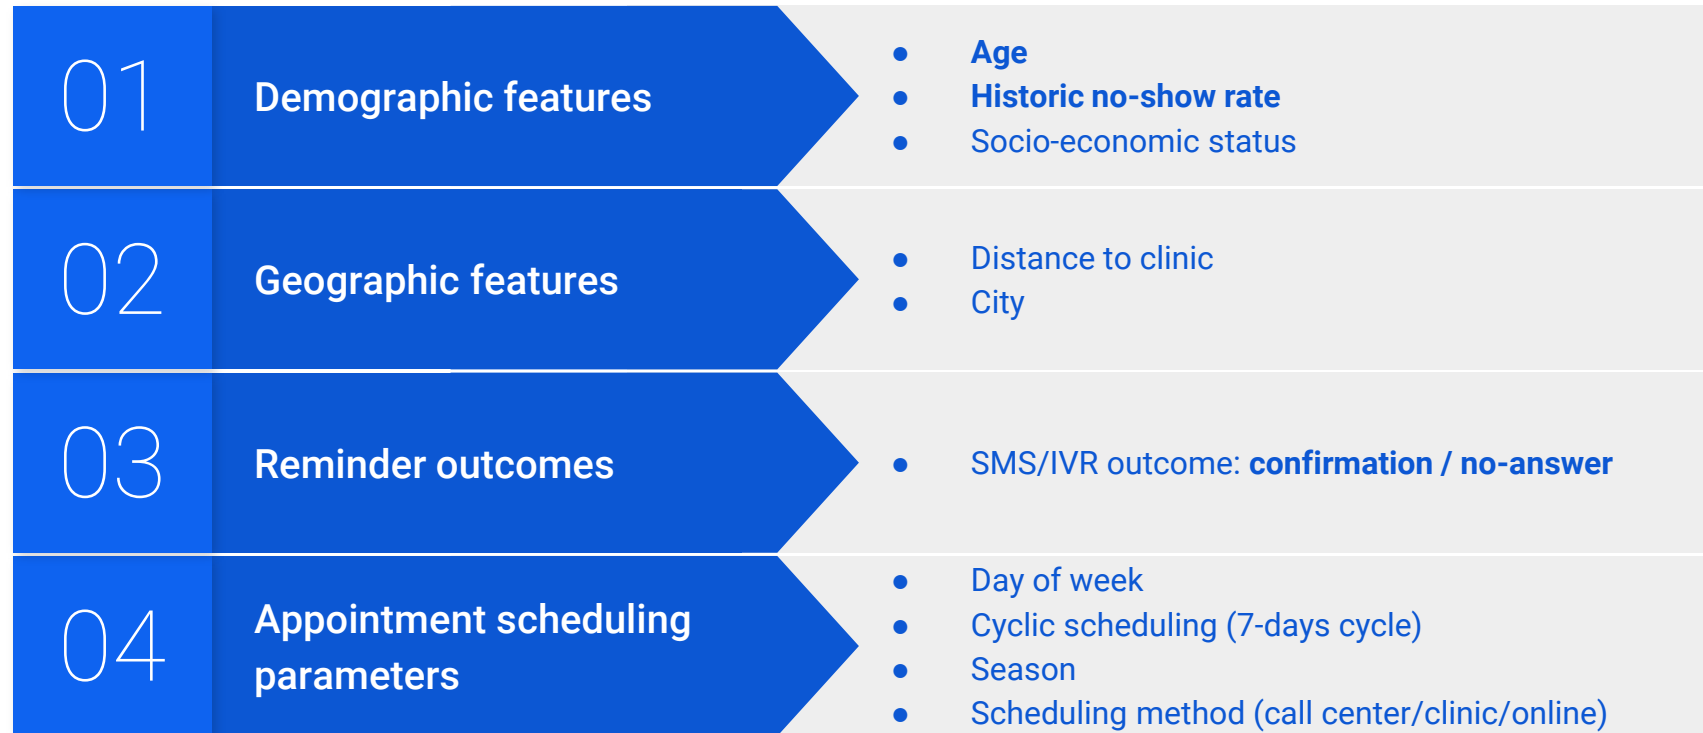 01
Demographic features
● Age
● Historic no-show rate
● Socio-economic status
02
Geographic features
● Distance to clinic
● City
03
Reminder outcomes
● SMS/IVR outcome: confirmation / no-answer
04
Appointment scheduling
parameters
● Day of week
● Cyclic scheduling (7-days cycle)
● Season
● Scheduling method (call center/clinic/online)